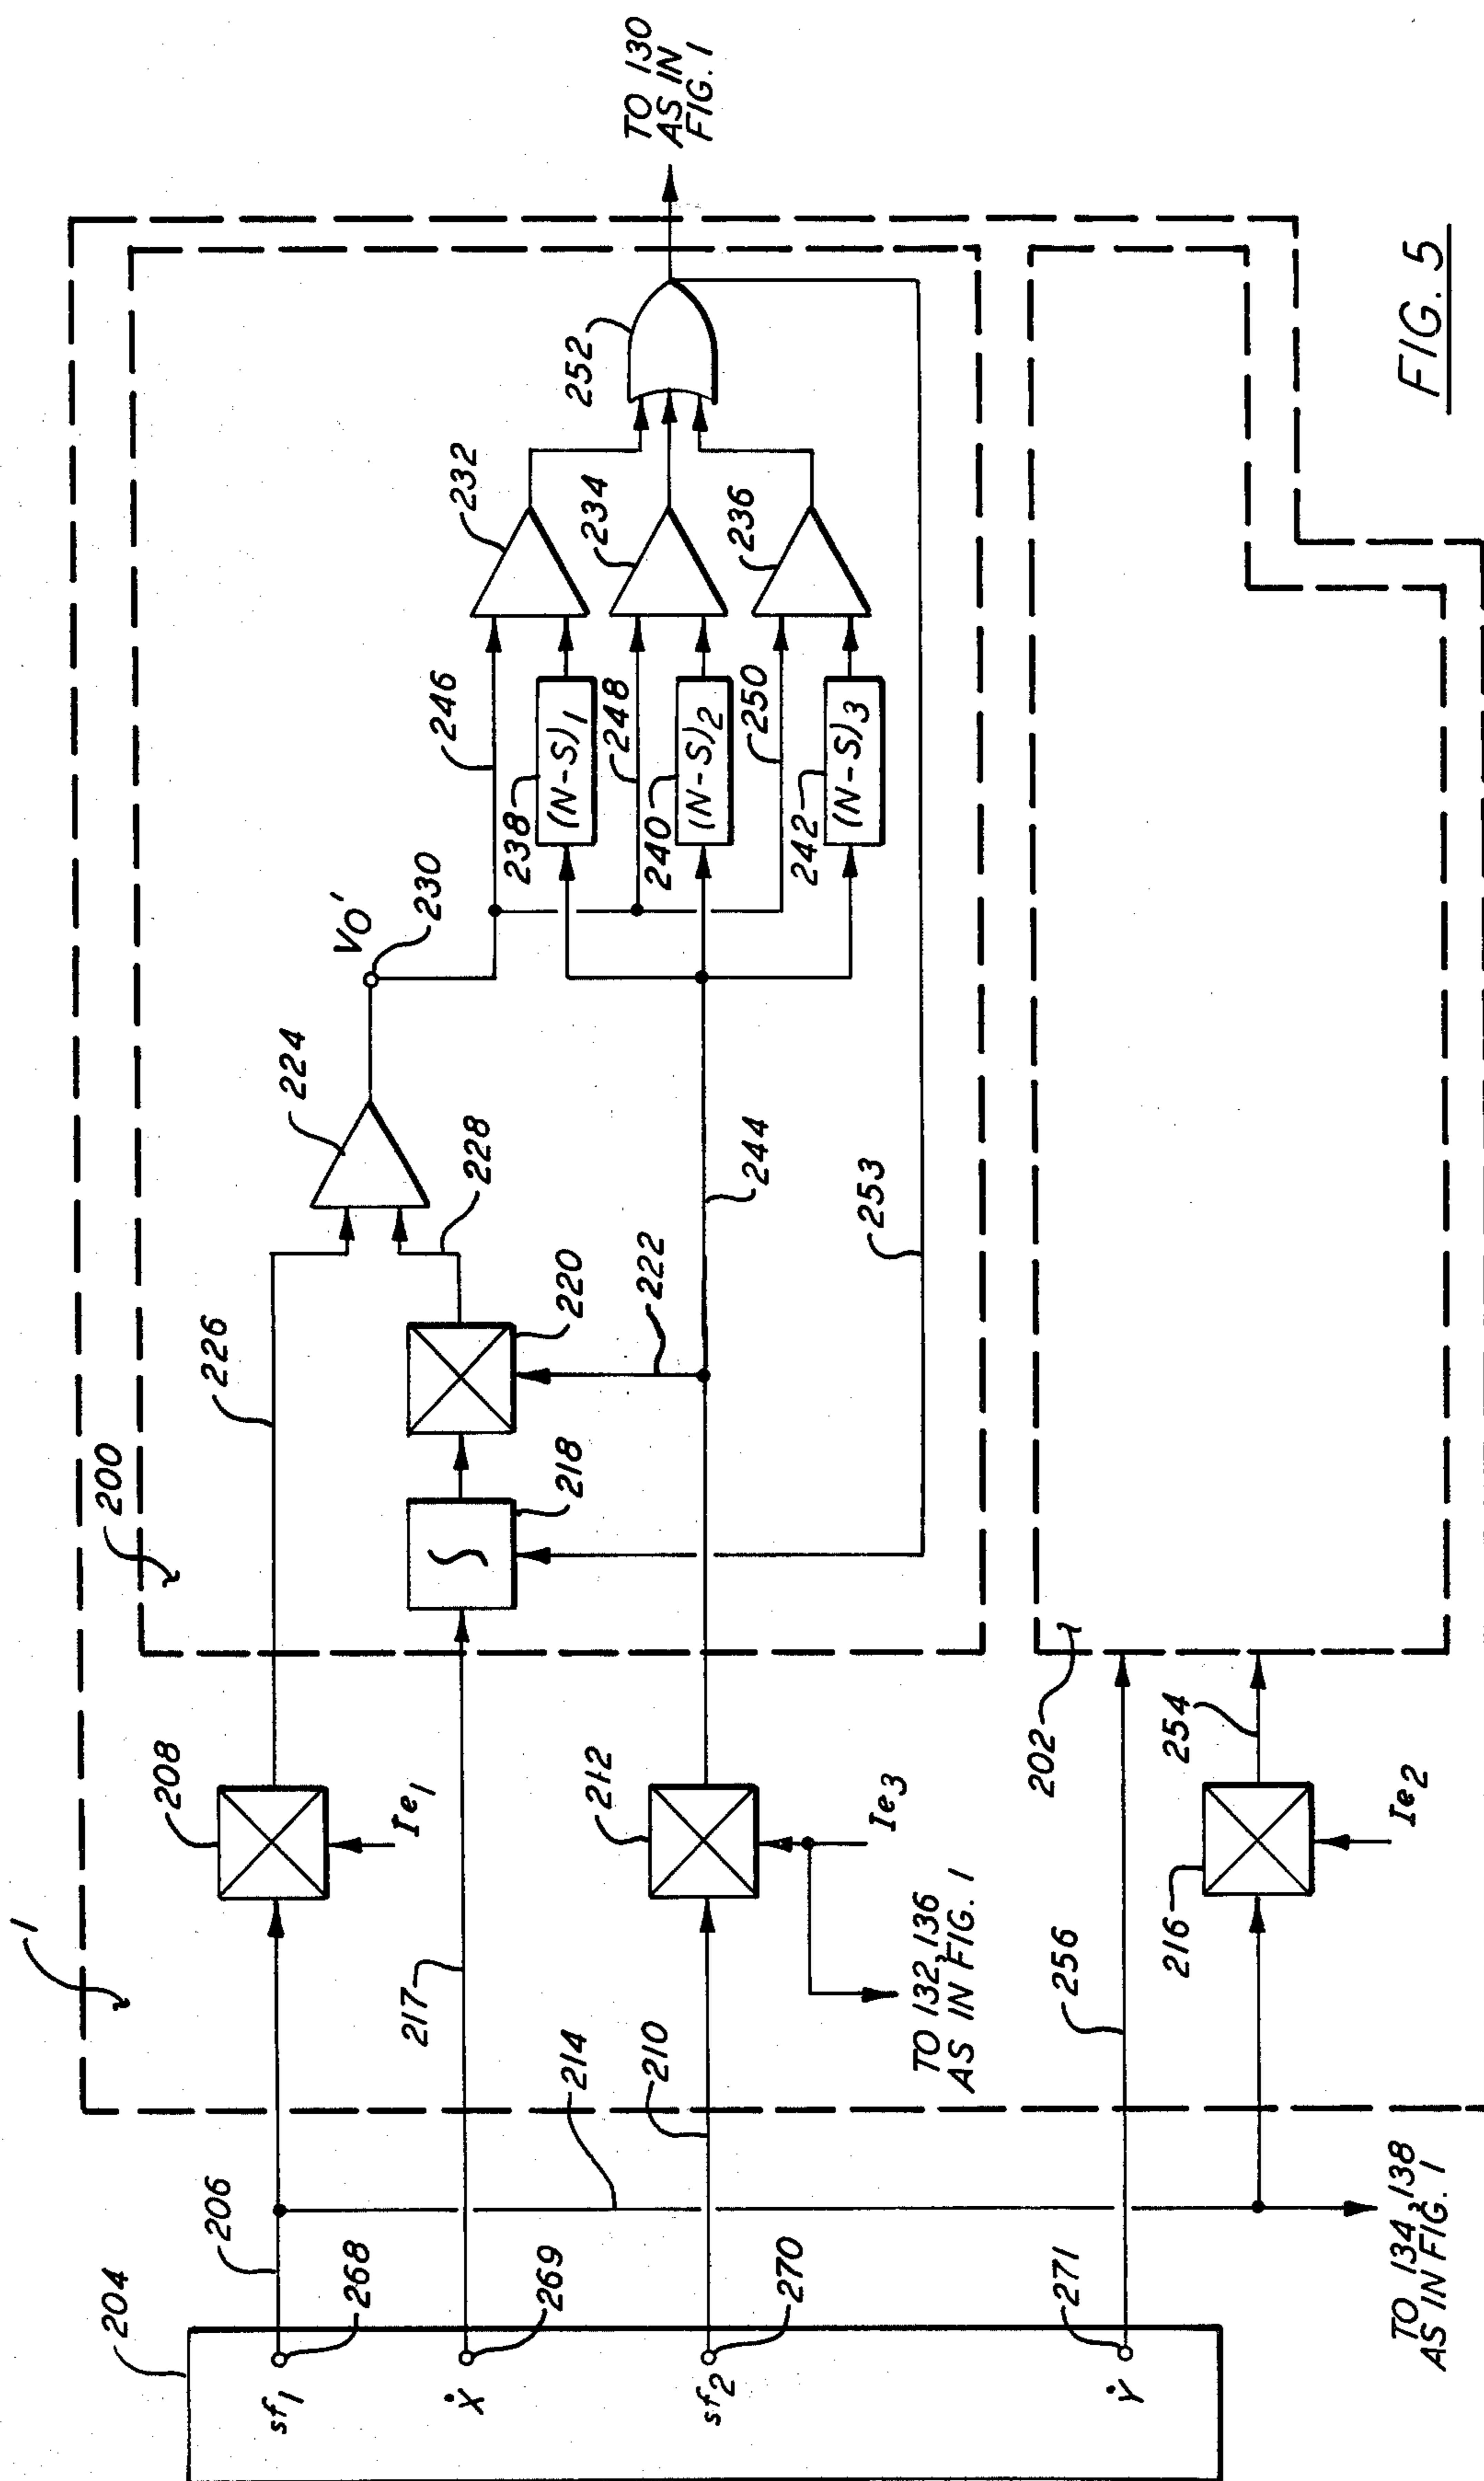 204
sf1
268
206
Ẋ
269
sf2
270
Ẏ
271
214
210
217
256
1
208
Ie1
212
Ie3
TO 132, 136
AS IN FIG. 1
216
254
Ie2
TO 134, 138
AS IN FIG. 1
200
202
226
218
220
222
228
224
244
253
Vo'
230
246
238
(N-S)1
248
240
(N-S)2
250
242
(N-S)3
232
234
236
252
TO 130
AS IN
FIG. 1
FIG. 5